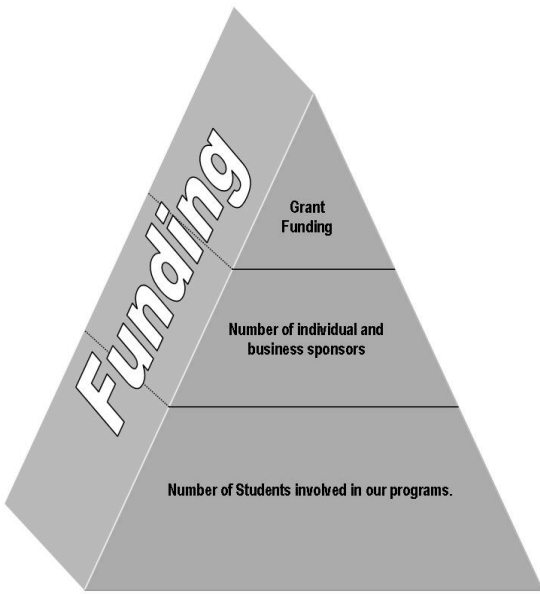 Funding
Grant
Funding
Number of individual and
business sponsors
Number of Students involved in our programs.